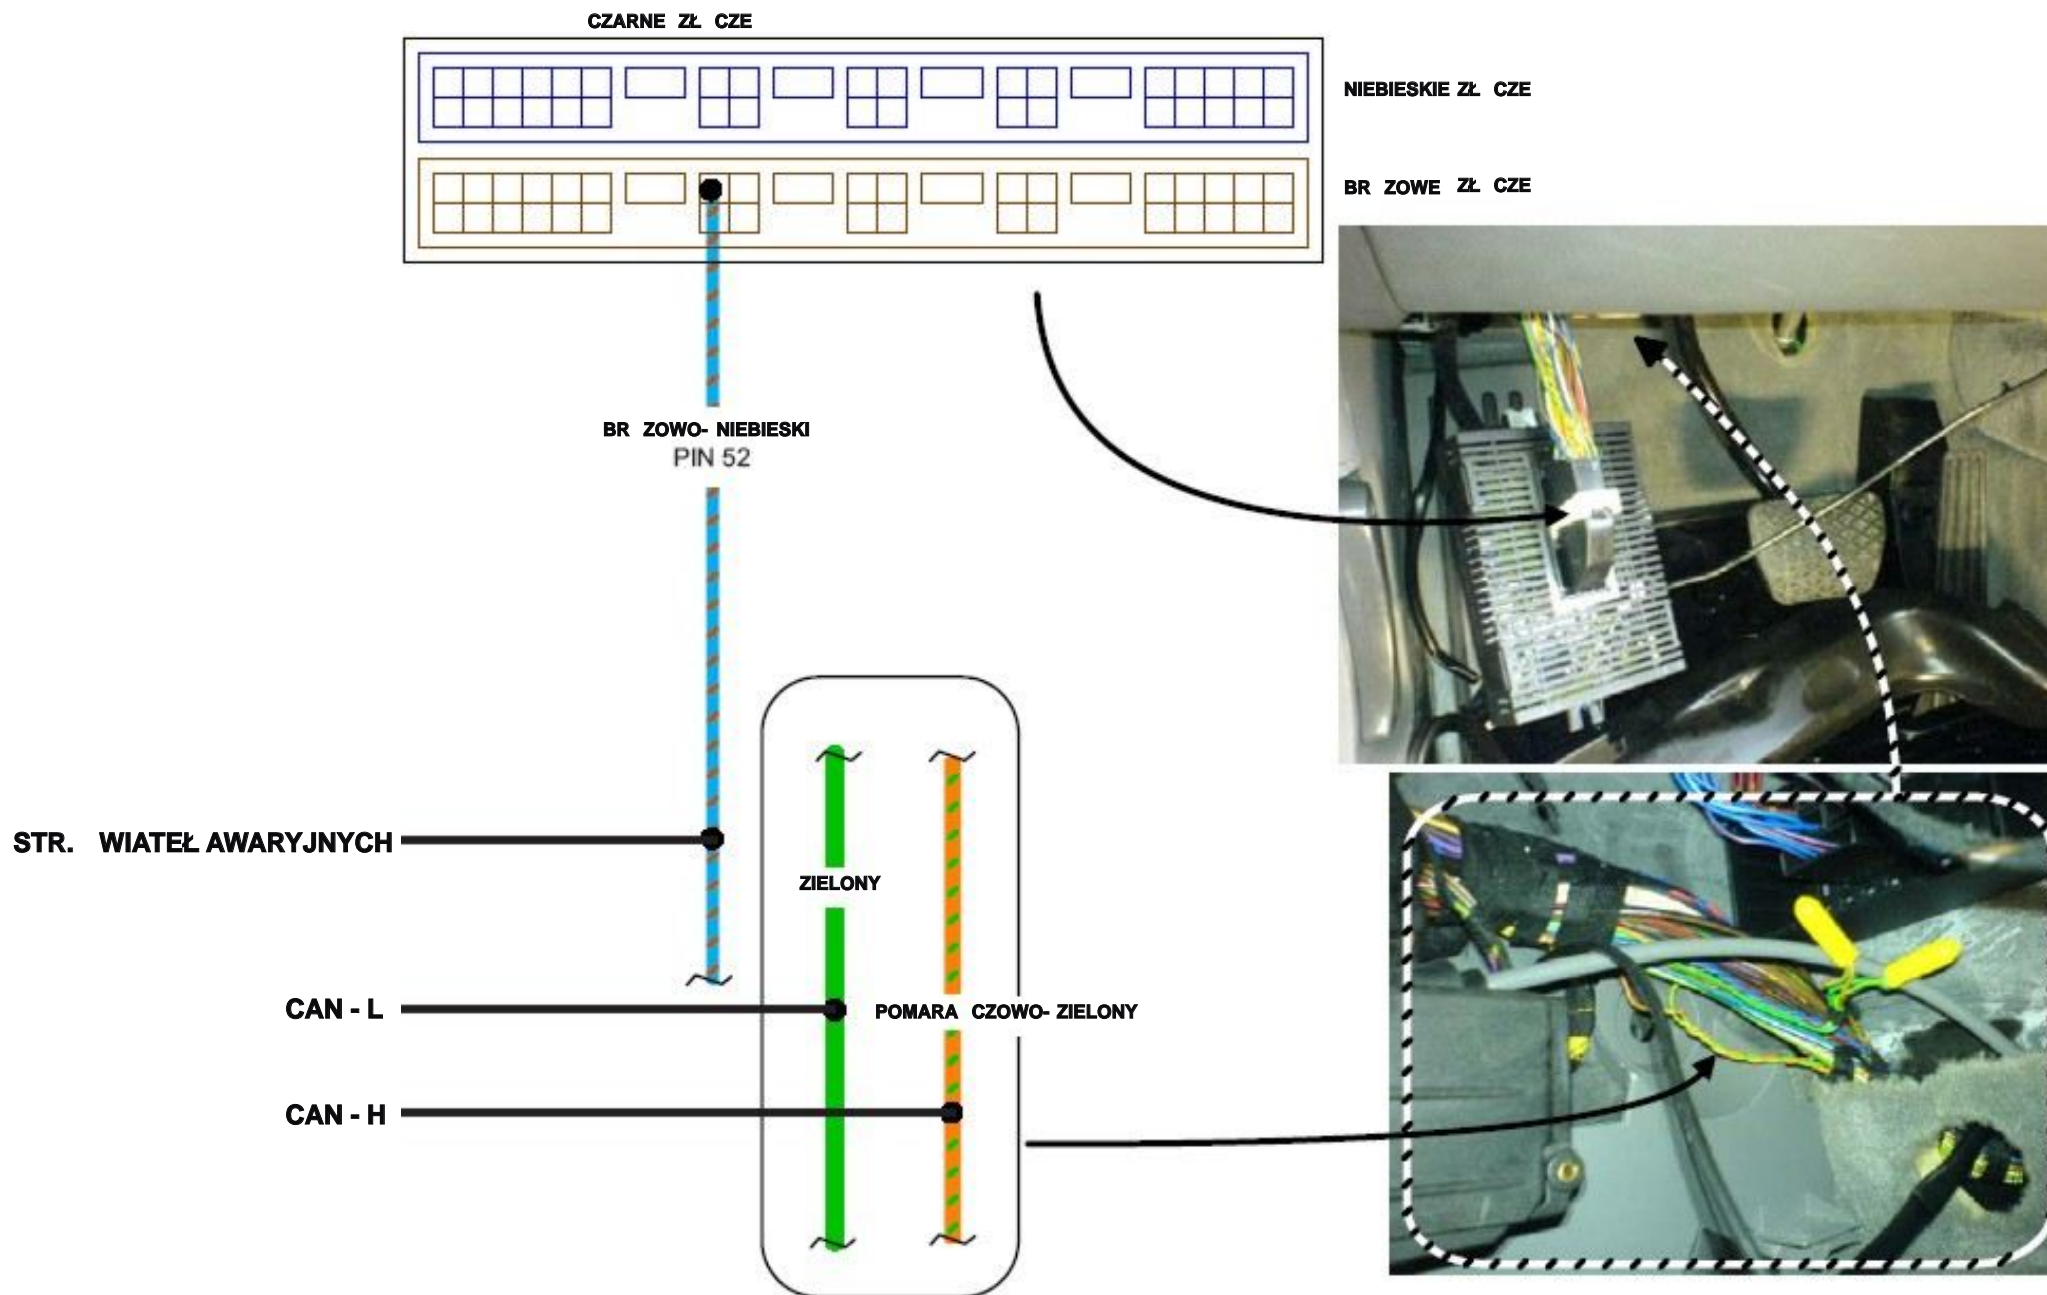 CZARNE ZŁ CZE
NIEBIESKIE ZŁ CZE
BR ZOWE ZŁ CZE
BR ZOWO- NIEBIESKI
PIN 52
STR. WIATEŁ AWARYJNYCH
ZIELONY
CAN - L
POMARA CZOWO- ZIELONY
CAN - H